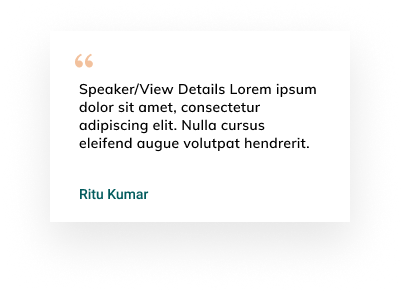 “
Speaker/View Details Lorem ipsum
dolor sit amet, consectetur
adipiscing elit. Nulla cursus
eleifend augue volutpat hendrerit.
Ritu Kumar